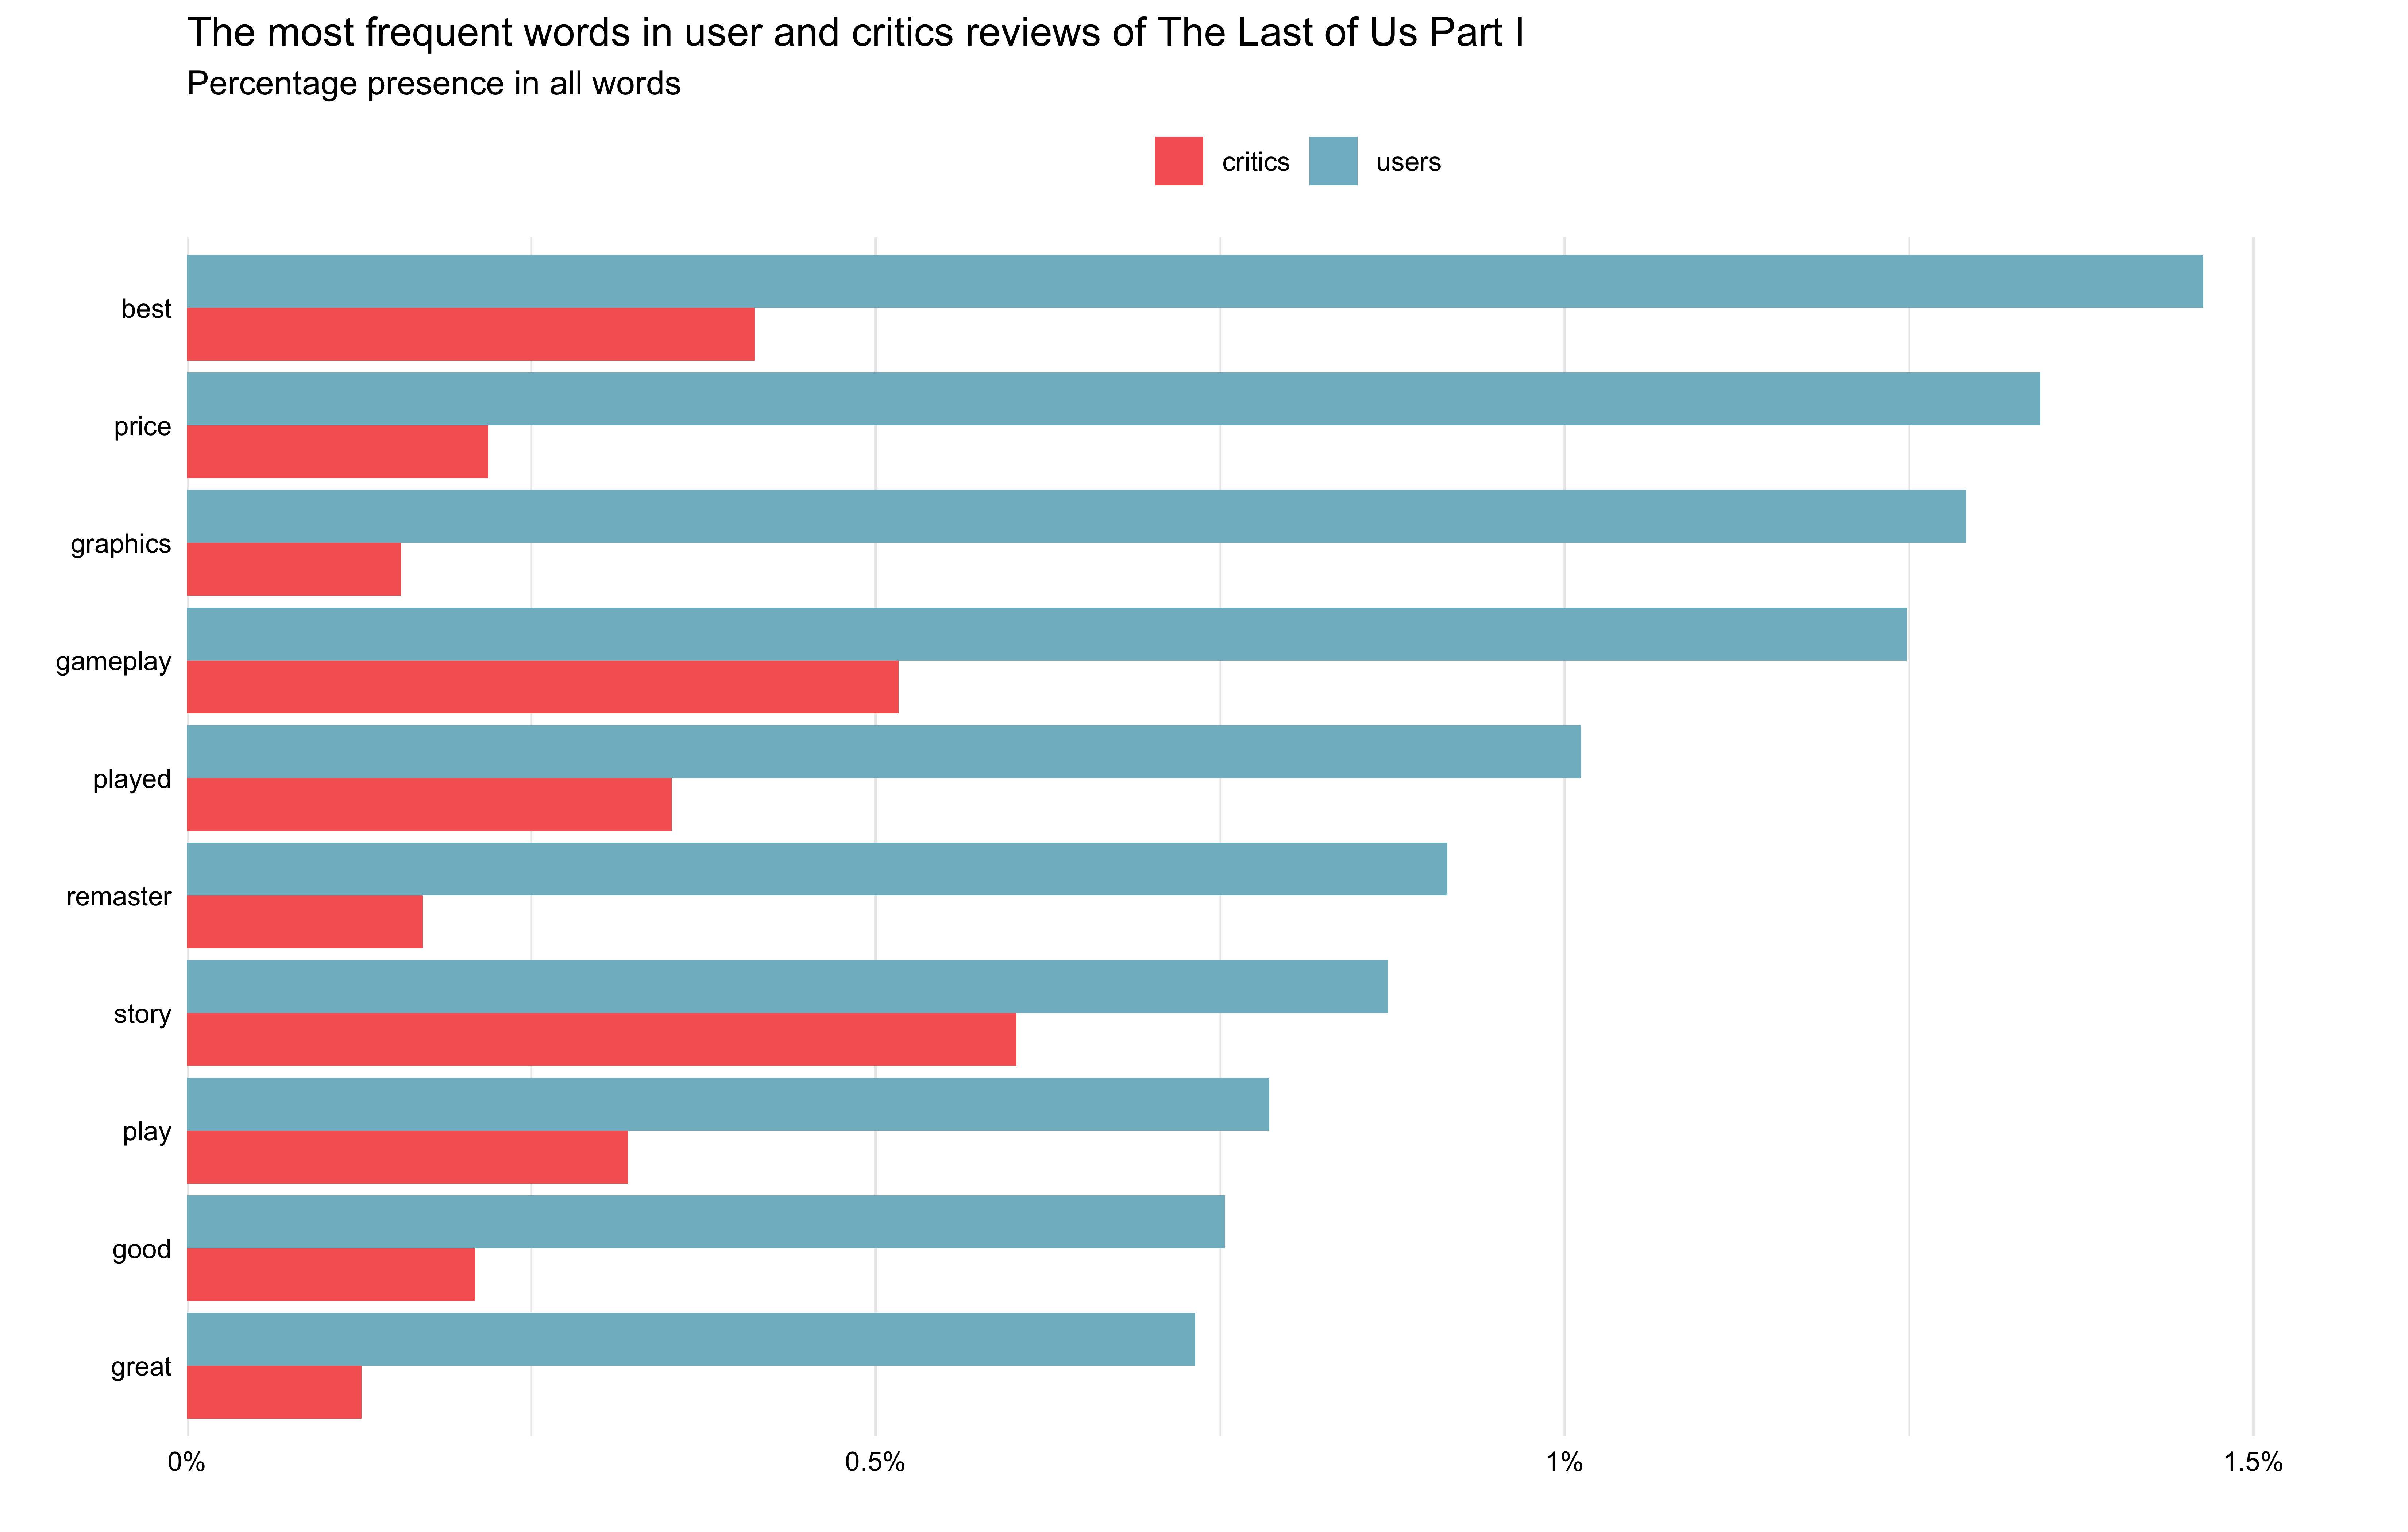 The most frequent words in user and critics reviews of The Last of Us Part I
Percentage presence in all words
critics users
best
price
graphics
gameplay
played
remaster
story
play
good
great
0% 0.5% 1% 1.5%